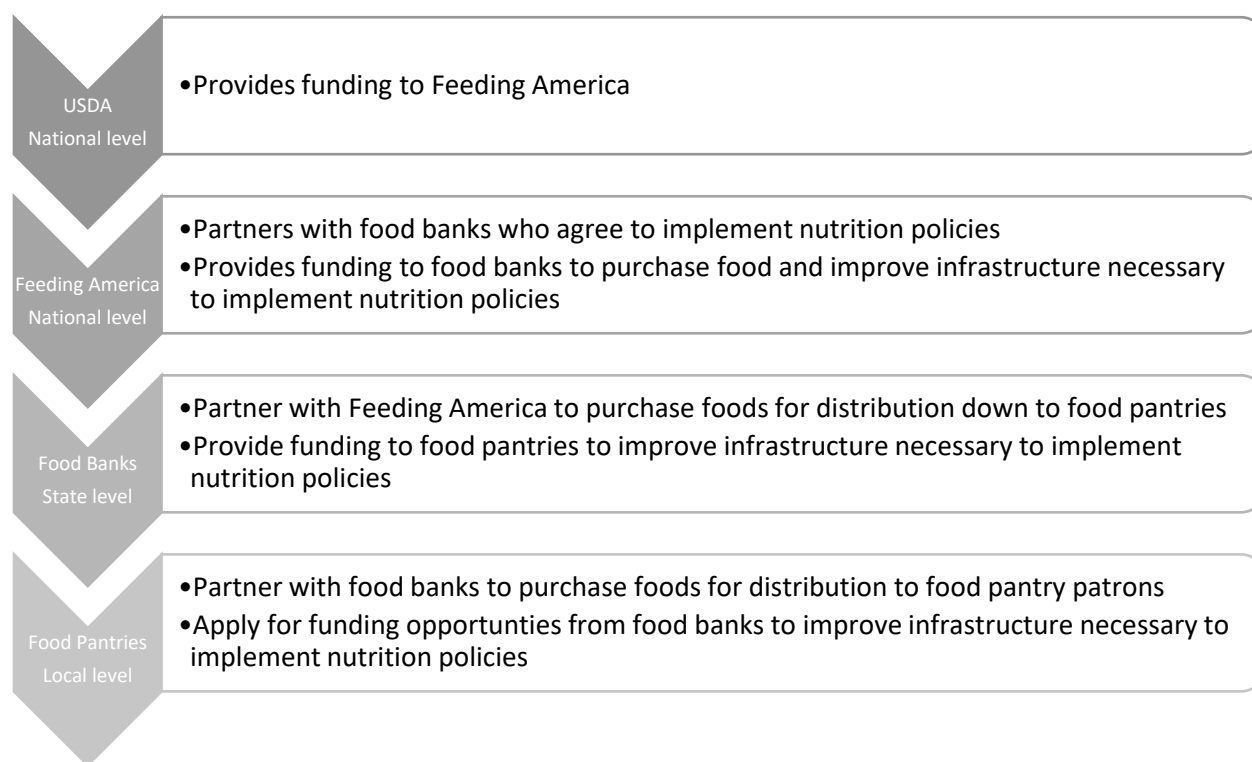 USDA
National level
•Provides funding to Feeding America
Feeding America
National level
•Partners with food banks who agree to implement nutrition policies
•Provides funding to food banks to purchase food and improve infrastructure necessary
to implement nutrition policies
Food Banks
State level
•Partner with Feeding America to purchase foods for distribution down to food pantries
•Provide funding to food pantries to improve infrastructure necessary to implement
nutrition policies
Food Pantries
Local level
•Partner with food banks to purchase foods for distribution to food pantry patrons
•Apply for funding opportunties from food banks to improve infrastructure necessary to
implement nutrition policies